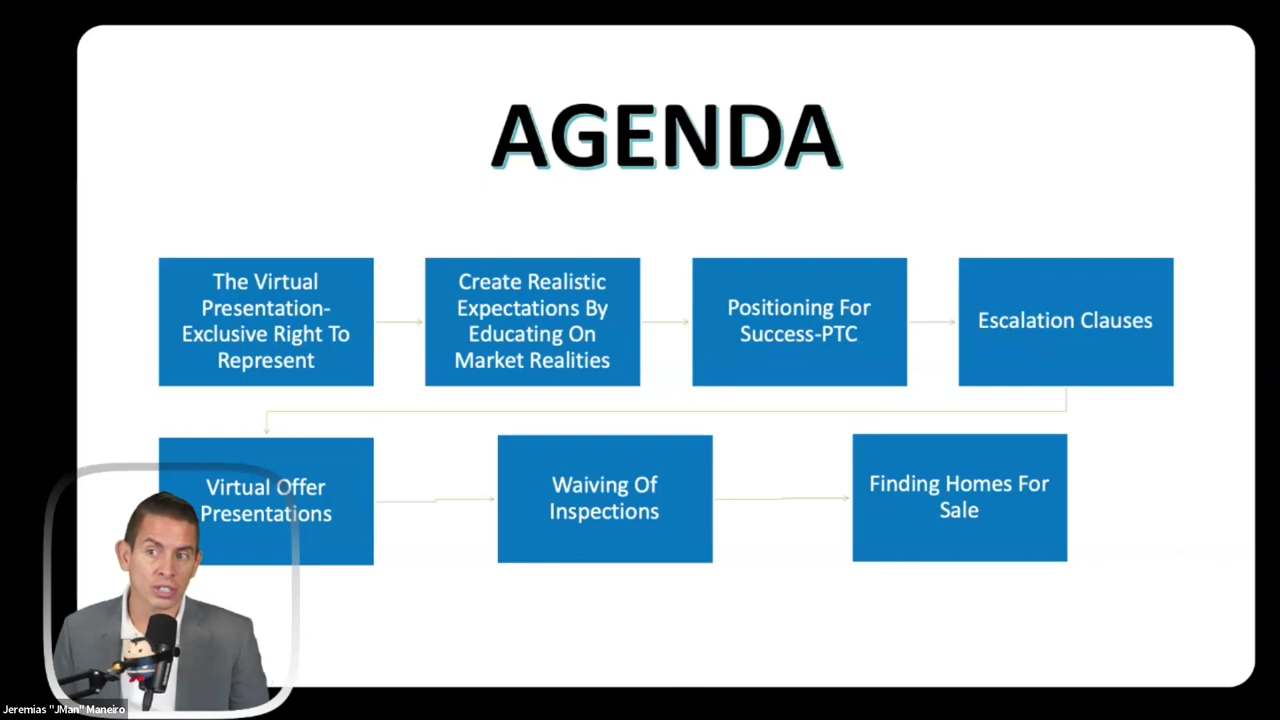 AGENDA
The Virtual
Presentation-
Exclusive Right To
Represent
Create Realistic
Expectations By
Educating On
Market Realities
Positioning For
Success-PTC
Escalation Clauses
Virtual Offer
Presentations
Waiving Of
Inspections
Finding Homes For
Sale
Jeremias "JMan" Maneiro